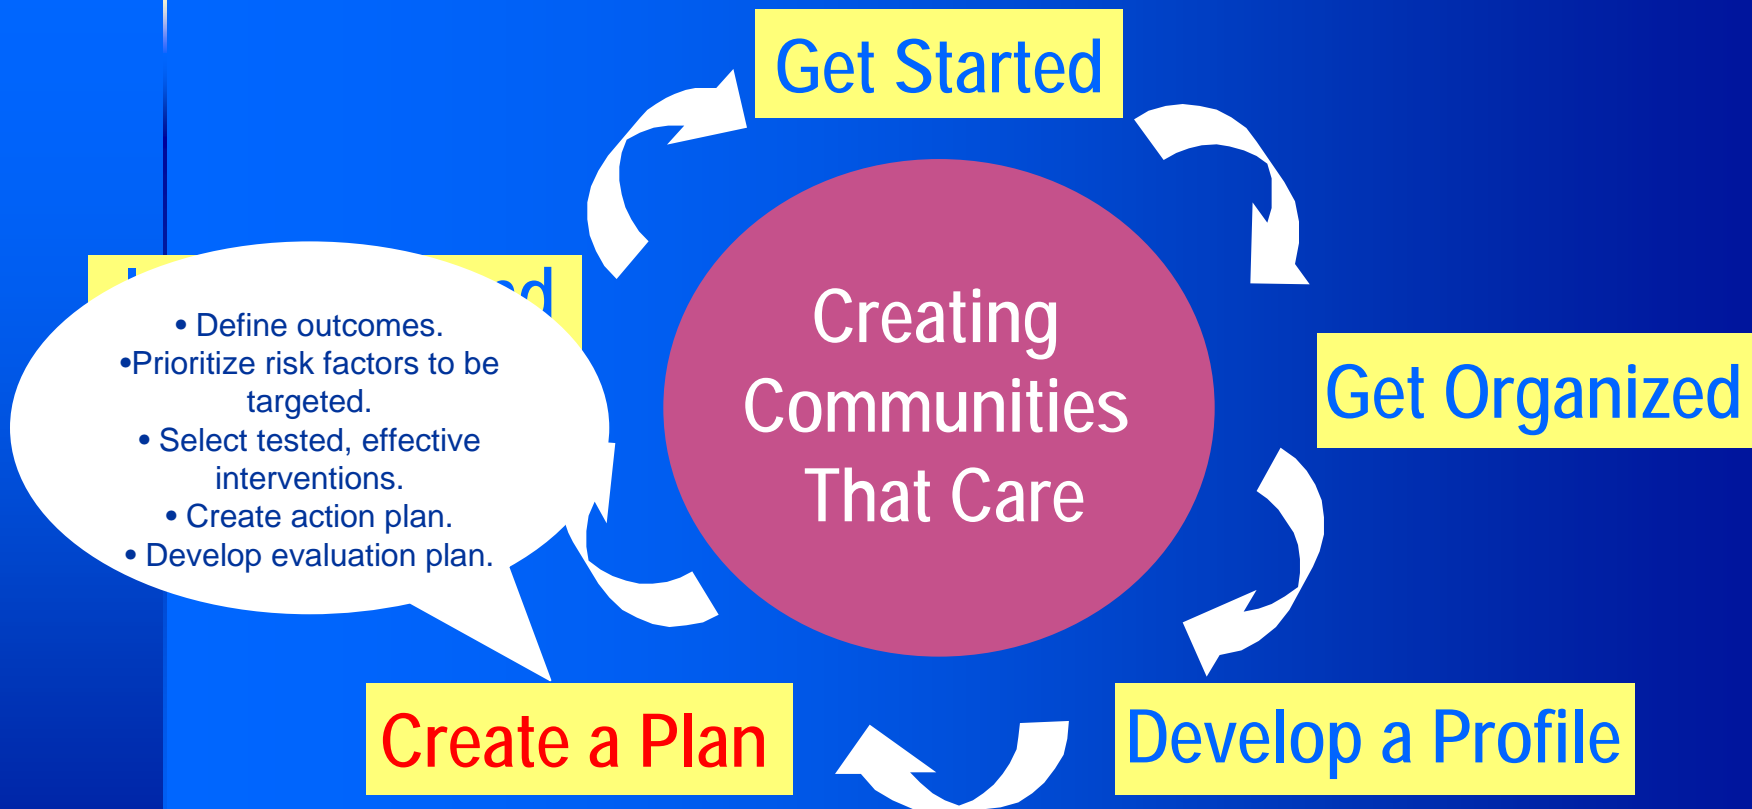 Get Started
Creating
Communities
That Care
Get Organized
• Define outcomes.
•Prioritize risk factors to be
targeted.
• Select tested, effective
interventions.
• Create action plan.
• Develop evaluation plan.
Create a Plan
Develop a Profile